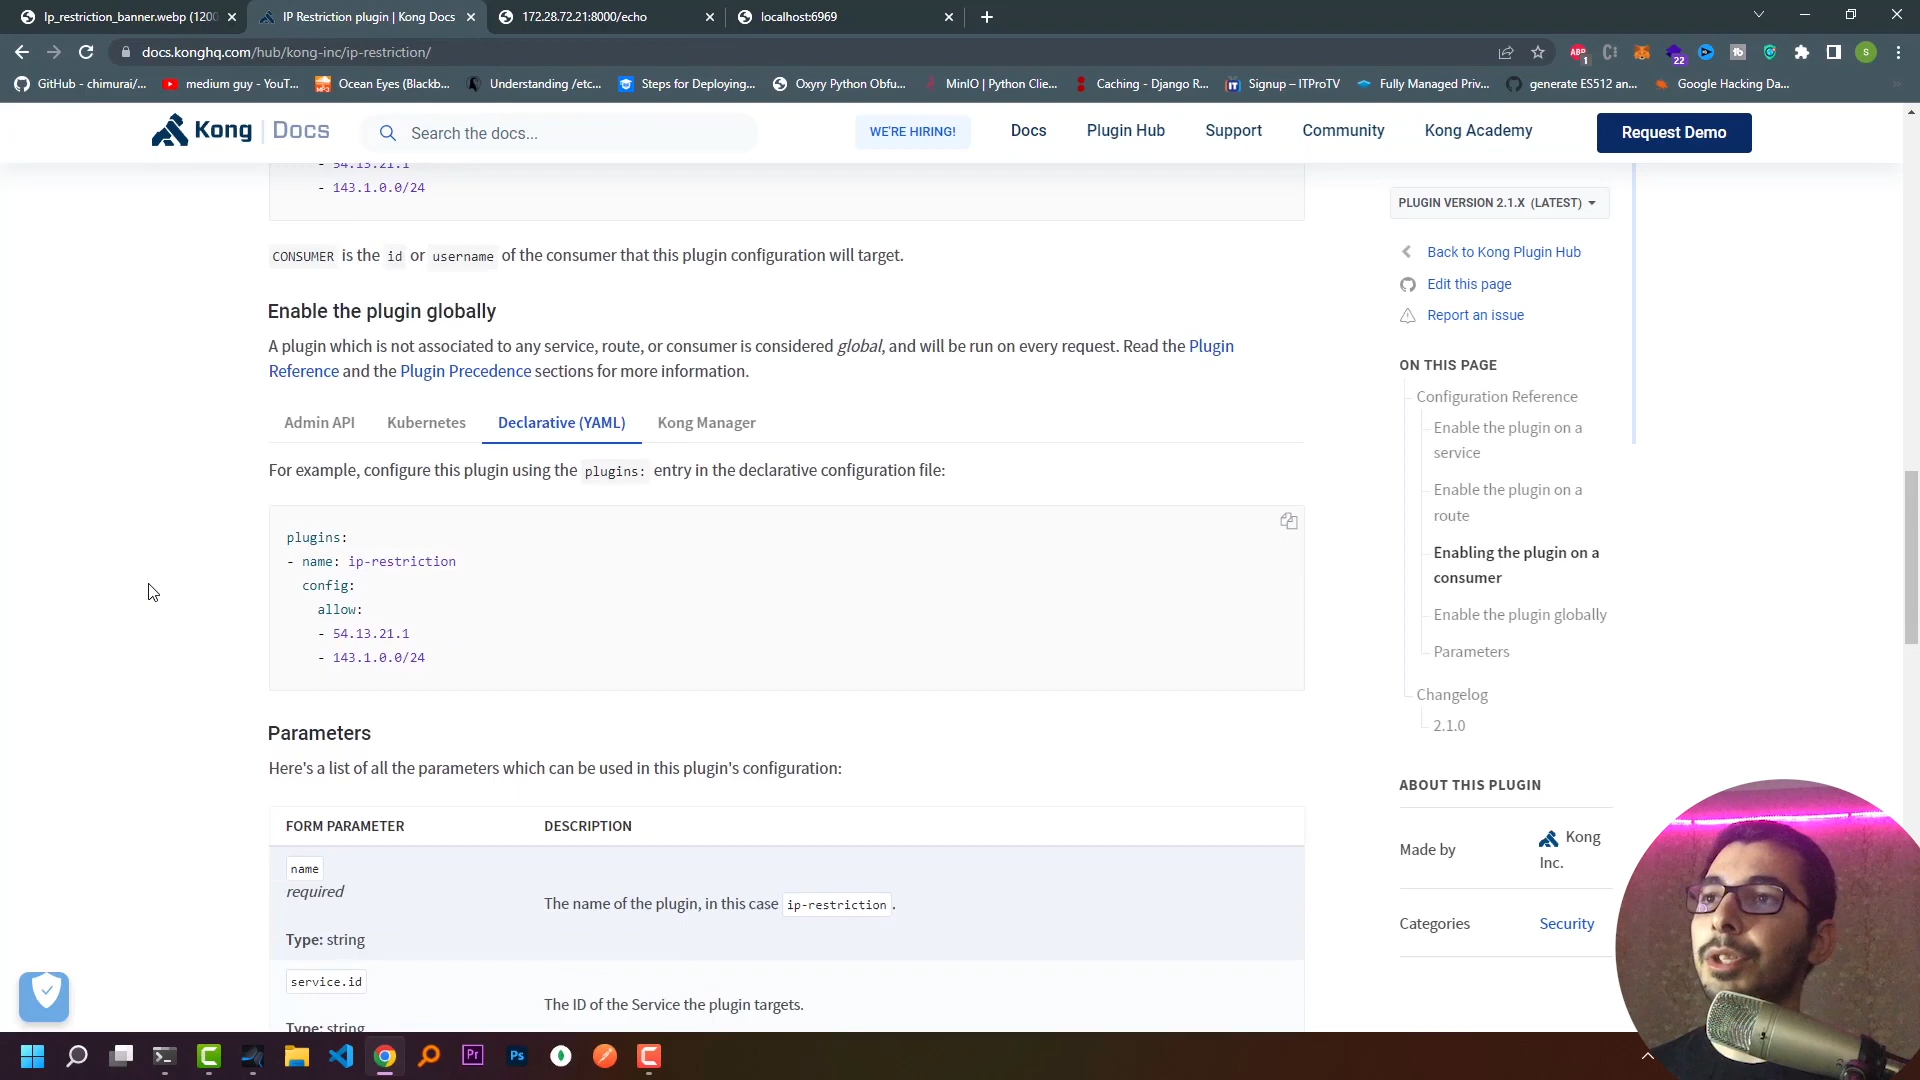 Ip_restriction_banner.webp (1200
IP Restriction plugin | Kong Docs
172.28.72.21:8000/echo
localhost:6969
docs.konghq.com/hub/kong-inc/ip-restriction/
ABP
1
22
S
GitHub - chimurai/...
medium guy - YouT...
Ocean Eyes (Blackb...
Understanding /etc...
Steps for Deploying...
Oxyry Python Obfu...
MinIO | Python Clie...
Caching - Django R...
Signup – ITProTV
Fully Managed Priv...
generate ES512 an...
Google Hacking Da...
Kong | Docs
Search the docs...
WE'RE HIRING!
Docs
Plugin Hub
Support
Community
Kong Academy
Request Demo
- 54.13.21.1
- 143.1.0.0/24
CONSUMER is the id or username of the consumer that this plugin configuration will target.
Enable the plugin globally
A plugin which is not associated to any service, route, or consumer is considered global, and will be run on every request. Read the Plugin
Reference and the Plugin Precedence sections for more information.
Admin API
Kubernetes
Declarative (YAML)
Kong Manager
For example, configure this plugin using the plugins: entry in the declarative configuration file:
plugins:
- name: ip-restriction
config:
allow:
- 54.13.21.1
- 143.1.0.0/24
Parameters
Here's a list of all the parameters which can be used in this plugin's configuration:
FORM PARAMETER
DESCRIPTION
name
required
Type: string
The name of the plugin, in this case ip-restriction.
service.id
Type: string
The ID of the Service the plugin targets.
PLUGIN VERSION 2.1.X (LATEST)
Back to Kong Plugin Hub
Edit this page
Report an issue
ON THIS PAGE
Configuration Reference
Enable the plugin on a
service
Enable the plugin on a
route
Enabling the plugin on a
consumer
Enable the plugin globally
Parameters
Changelog
2.1.0
ABOUT THIS PLUGIN
Made by
Kong
Inc.
Categories
Security
Pr
Ps